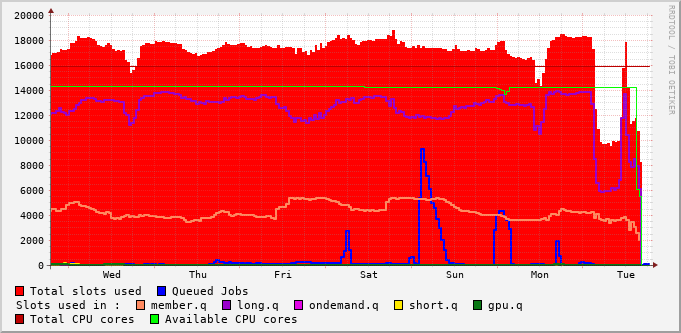 20000
18000
16000
14000
12000
10000
8000
6000
4000
2000
0
Wed Thu Fri Sat Sun Mon Tue
RRDTOOL / TOBI OETIKER
Total slots used Queued Jobs
Slots used in : member.q long.q ondemand.q short.q gpu.q
Total CPU cores Available CPU cores